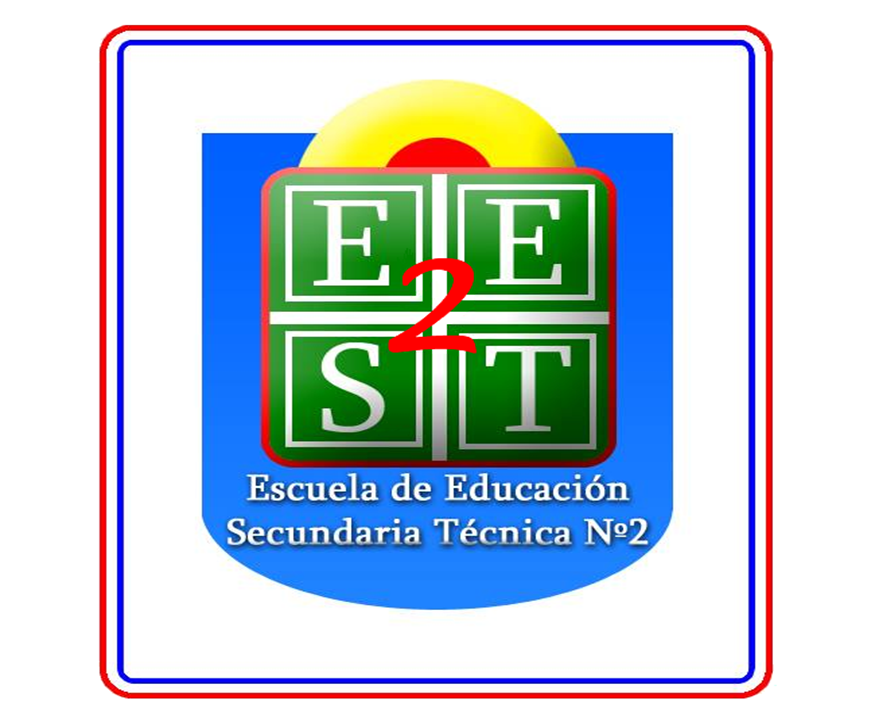 E E
2
S T
Escuela de Educación
Secundaria Técnica Nº2